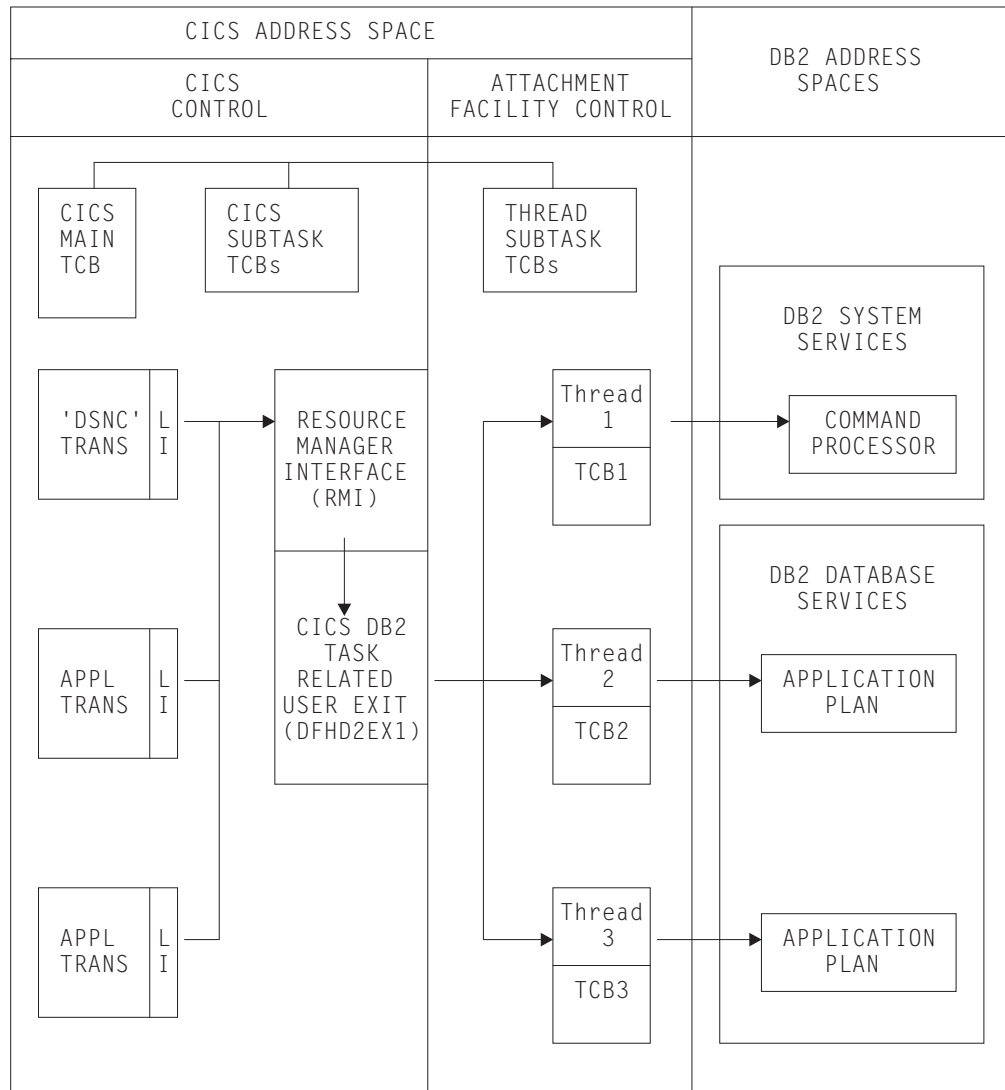 CICS ADDRESS SPACE
DB2 ADDRESS
SPACES
CICS
CONTROL
ATTACHMENT
FACILITY CONTROL
CICS
MAIN
TCB
CICS
SUBTASK
TCBs
THREAD
SUBTASK
TCBs
DB2 SYSTEM
SERVICES
'DSNC'
TRANS
L
I
RESOURCE
MANAGER
INTERFACE
(RMI)
Thread
1
TCB1
COMMAND
PROCESSOR
DB2 DATABASE
SERVICES
APPL
TRANS
L
I
CICS DB2
TASK
RELATED
USER EXIT
(DFHD2EX1)
Thread
2
TCB2
APPLICATION
PLAN
APPL
TRANS
L
I
Thread
3
TCB3
APPLICATION
PLAN